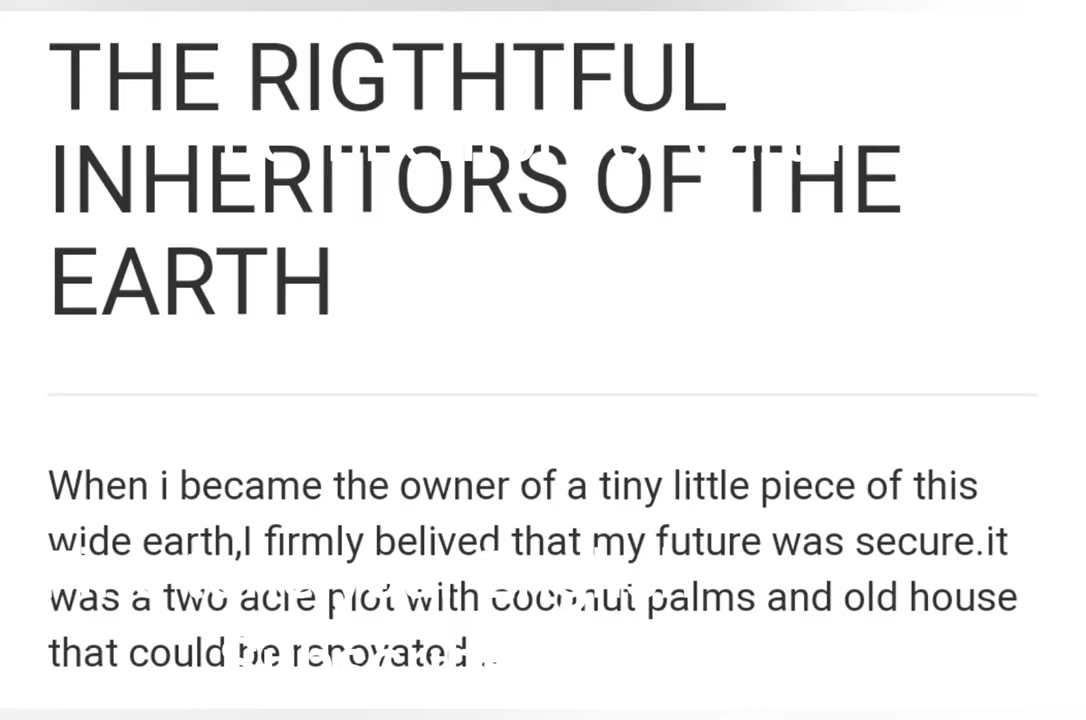 THE RIGTHTFUL
INHERITORS OF THE
EARTH
When i became the owner of a tiny little piece of this
wide earth,I firmly belived that my future was secure.it
was a two acre plot with coconut palms and old house
that could be renovated.